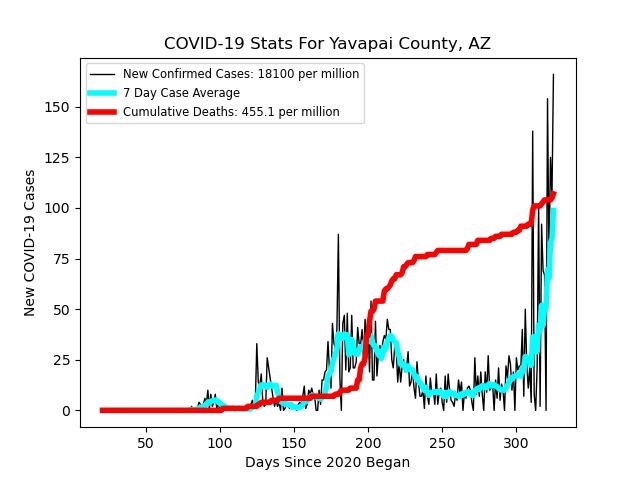 COVID-19 Stats For Yavapai County, AZ
New Confirmed Cases: 18100 per million
7 Day Case Average
Cumulative Deaths: 455.1 per million
New COVID-19 Cases
150
125
100
75
50
25
0
50 100 150 200 250 300
Days Since 2020 Began